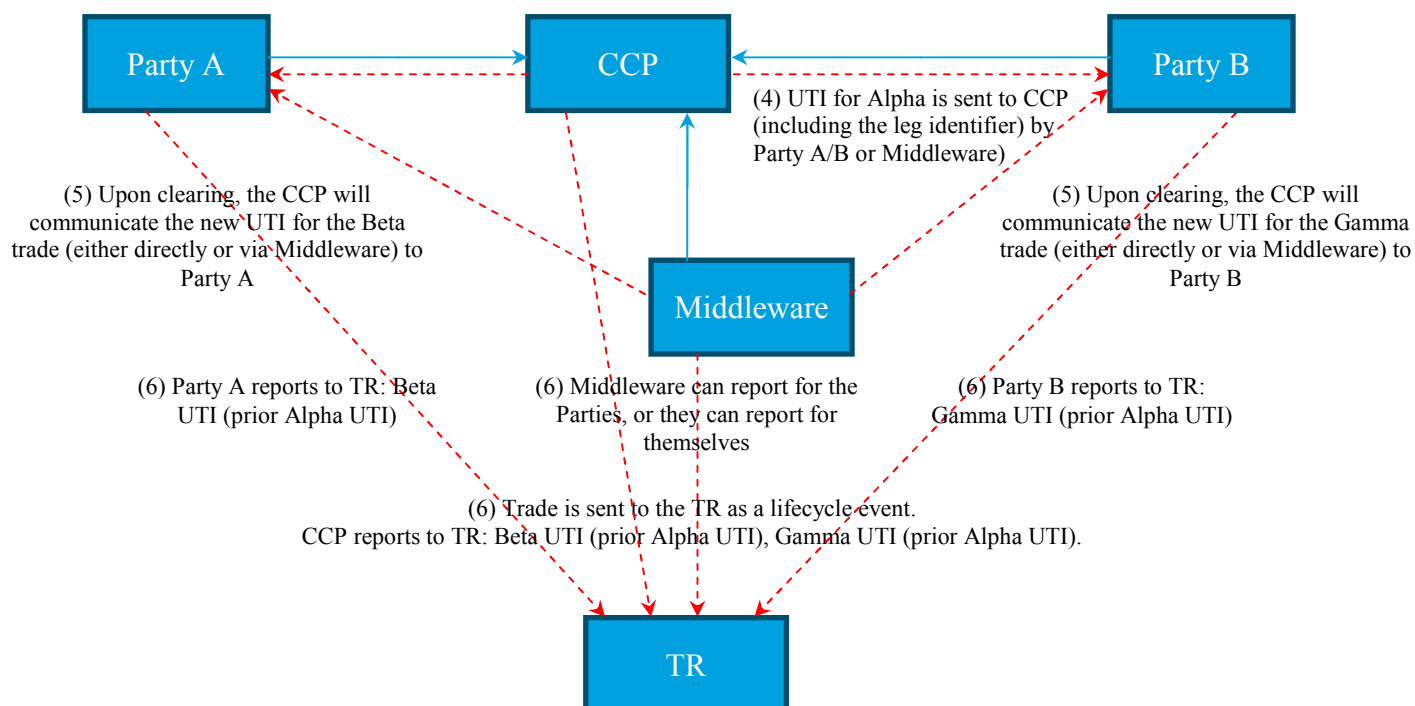 Party A
CCP
Party B
(4) UTI for Alpha is sent to CCP
(including the leg identifier) by
Party A/B or Middleware)
(5) Upon clearing, the CCP will
communicate the new UTI for the Beta
trade (either directly or via Middleware) to
Party A
(5) Upon clearing, the CCP will
communicate the new UTI for the Gamma
trade (either directly or via Middleware) to
Party B
Middleware
(6) Party A reports to TR: Beta
UTI (prior Alpha UTI)
(6) Middleware can report for the
Parties, or they can report for
themselves
(6) Party B reports to TR:
Gamma UTI (prior Alpha UTI)
(6) Trade is sent to the TR as a lifecycle event.
CCP reports to TR: Beta UTI (prior Alpha UTI), Gamma UTI (prior Alpha UTI).
TR